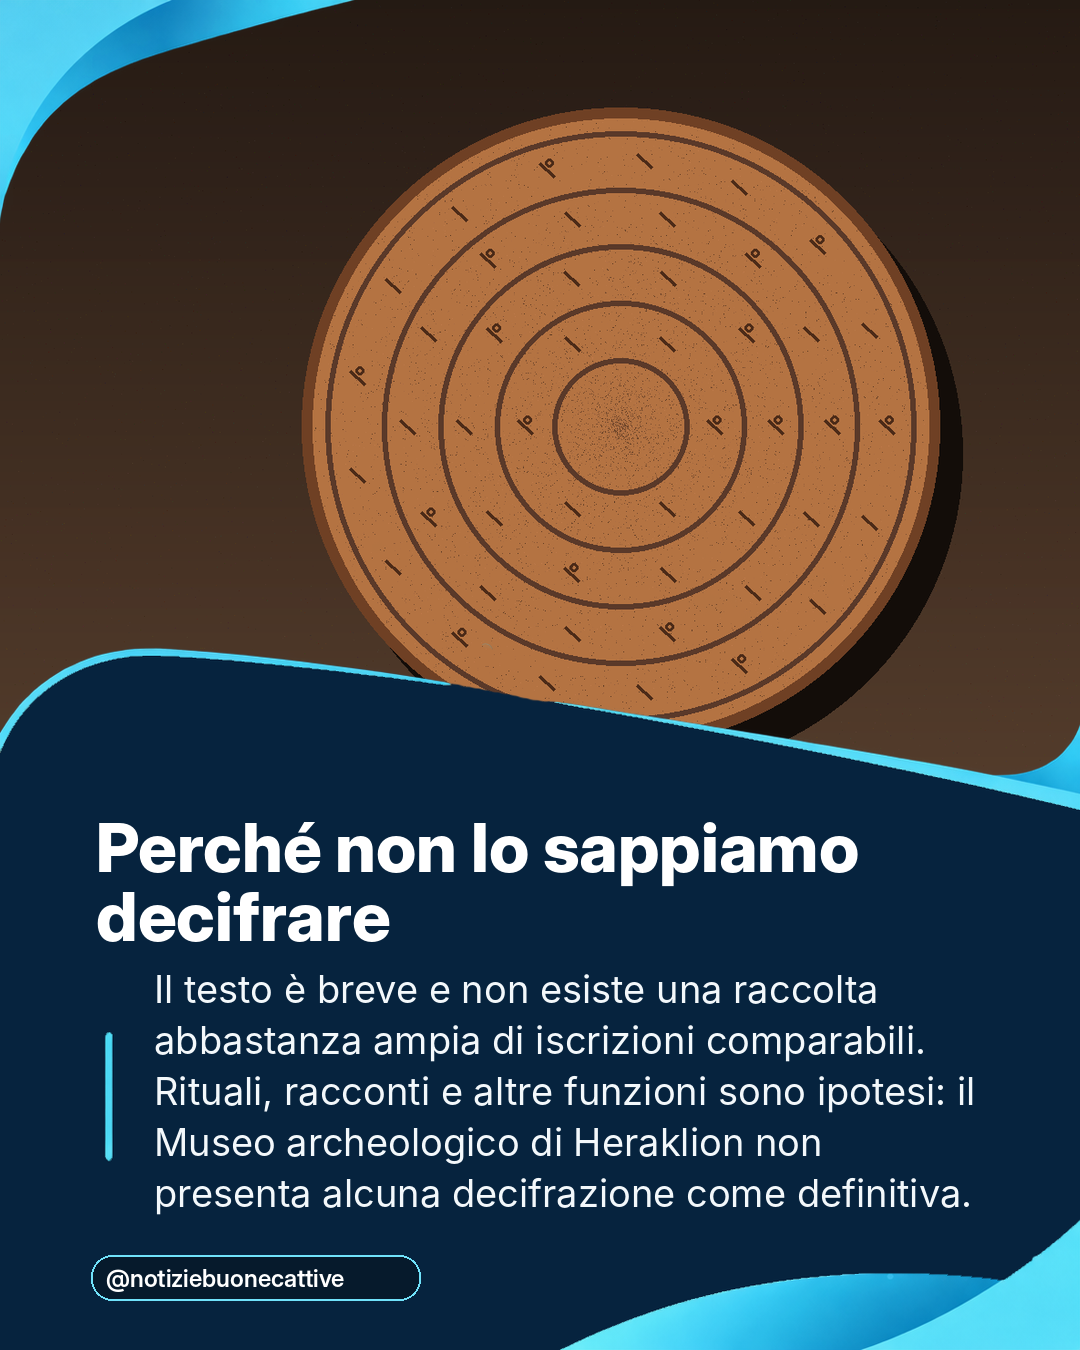 Perché non lo sappiamo
decifrare
Il testo è breve e non esiste una raccolta
abbastanza ampia di iscrizioni comparabili.
Rituali, racconti e altre funzioni sono ipotesi: il
Museo archeologico di Heraklion non
presenta alcuna decifrazione come definitiva.
@notiziebuonecattive